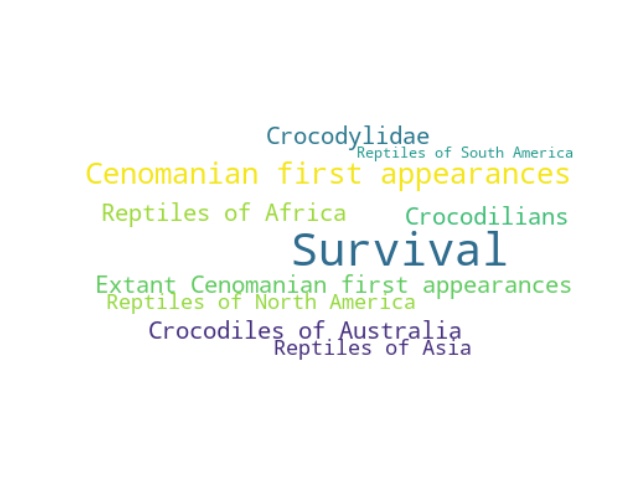 Crocodylidae
Reptiles of South America
Cenomanian first appearances
Reptiles of Africa
Crocodilians
Survival
Extant Cenomanian first appearances
Reptiles of North America
Crocodiles of Australia
Reptiles of Asia